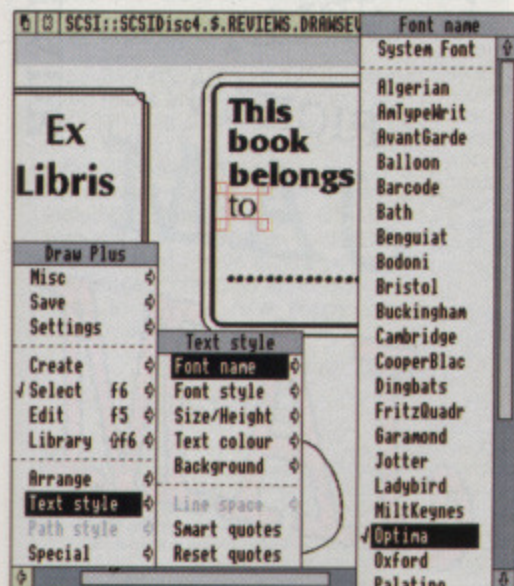 SCSI::SCSIDisc4.$.REVIEWS.DRAWSEV
Ex
Libris
This
book
belongs
to
Draw Plus
Misc
Save
Settings
Create
√Select f6
Edit f5
Library ⇧f6
Arrange
Text style
Path style
Special
Text style
Font name
Font style
Size/Height
Text colour
Background
Line space
Smart quotes
Reset quotes
Font name
System Font
Algerian
AmTypeWrit
AvantGarde
Balloon
Barcode
Bath
Benguiat
Bodoni
Bristol
Buckingham
Cambridge
CooperBlac
Dingbats
FritzQuadr
Garamond
Jotter
Ladybird
MiltKeynes
√Optima
Oxford
Palatino